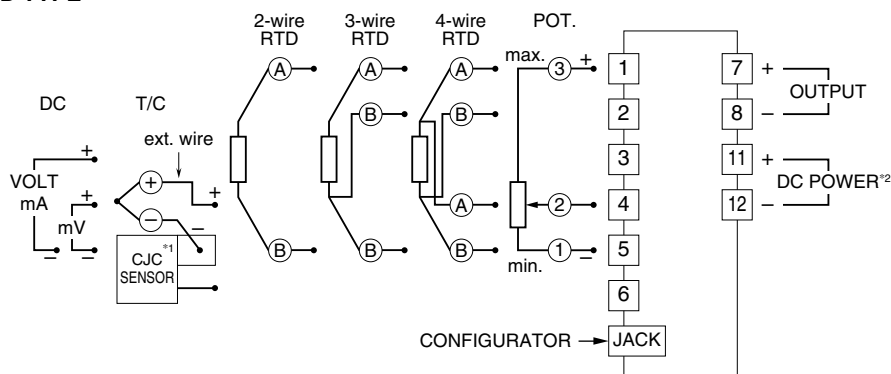 2-wire RTD
3-wire RTD
4-wire RTD
POT.
DC
T/C
ext. wire
VOLT
mA
mV
+
−
+
−
+
−
+
−
CJC *1
SENSOR
A
B
A
B
B
A
B
A
B
max.
3 +
2
1 −
min.
1
2
3
4
5
6
CONFIGURATOR
JACK
7 +
8 −
OUTPUT
11 +
12 −
DC POWER*2